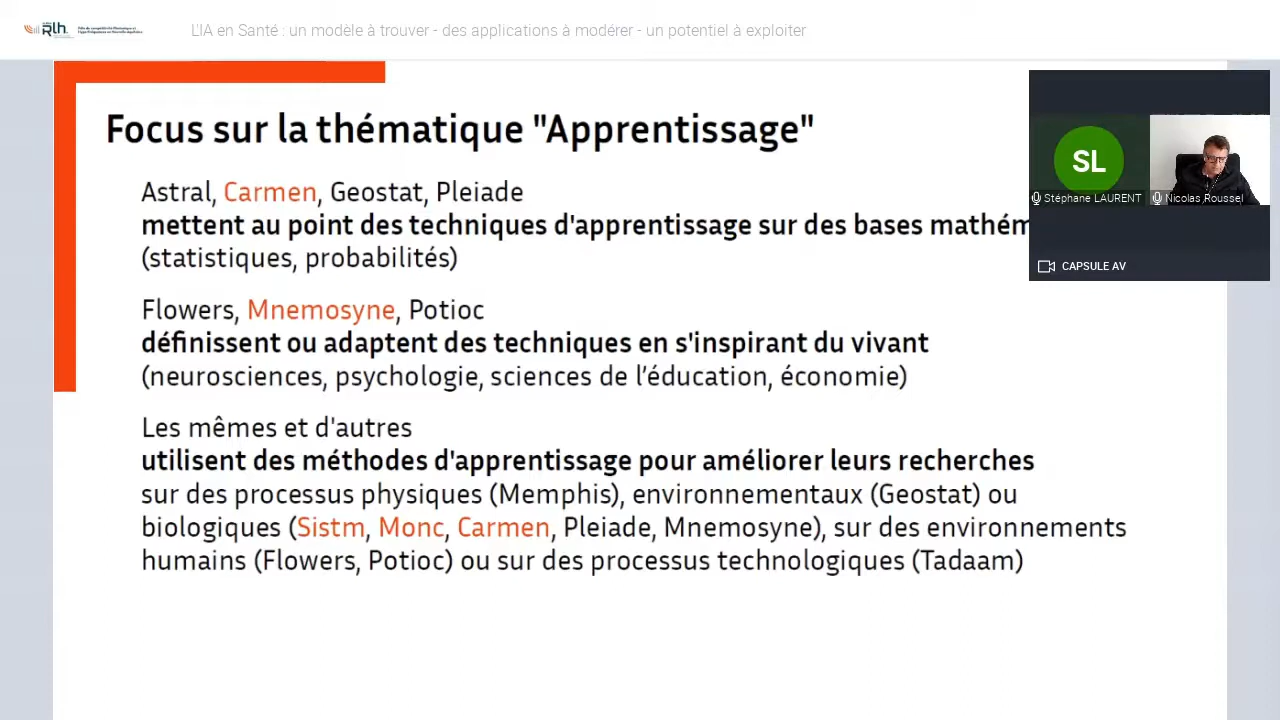 Rlh
L'IA en Santé : un modèle à trouver - des applications à modérer - un potentiel à exploiter
Focus sur la thématique "Apprentissage"
Astral, Carmen, Geostat, Pleiade
mettent au point des techniques d'apprentissage sur des bases mathém
(statistiques, probabilités)
Flowers, Mnemosyne, Potioc
définissent ou adaptent des techniques en s'inspirant du vivant
(neurosciences, psychologie, sciences de l’éducation, économie)
Les mêmes et d'autres
utilisent des méthodes d'apprentissage pour améliorer leurs recherches
sur des processus physiques (Memphis), environnementaux (Geostat) ou
biologiques (Sistm, Monc, Carmen, Pleiade, Mnemosyne), sur des environnements
humains (Flowers, Potioc) ou sur des processus technologiques (Tadaam)
SL
Stéphane LAURENT
Nicolas Roussel
CAPSULE AV